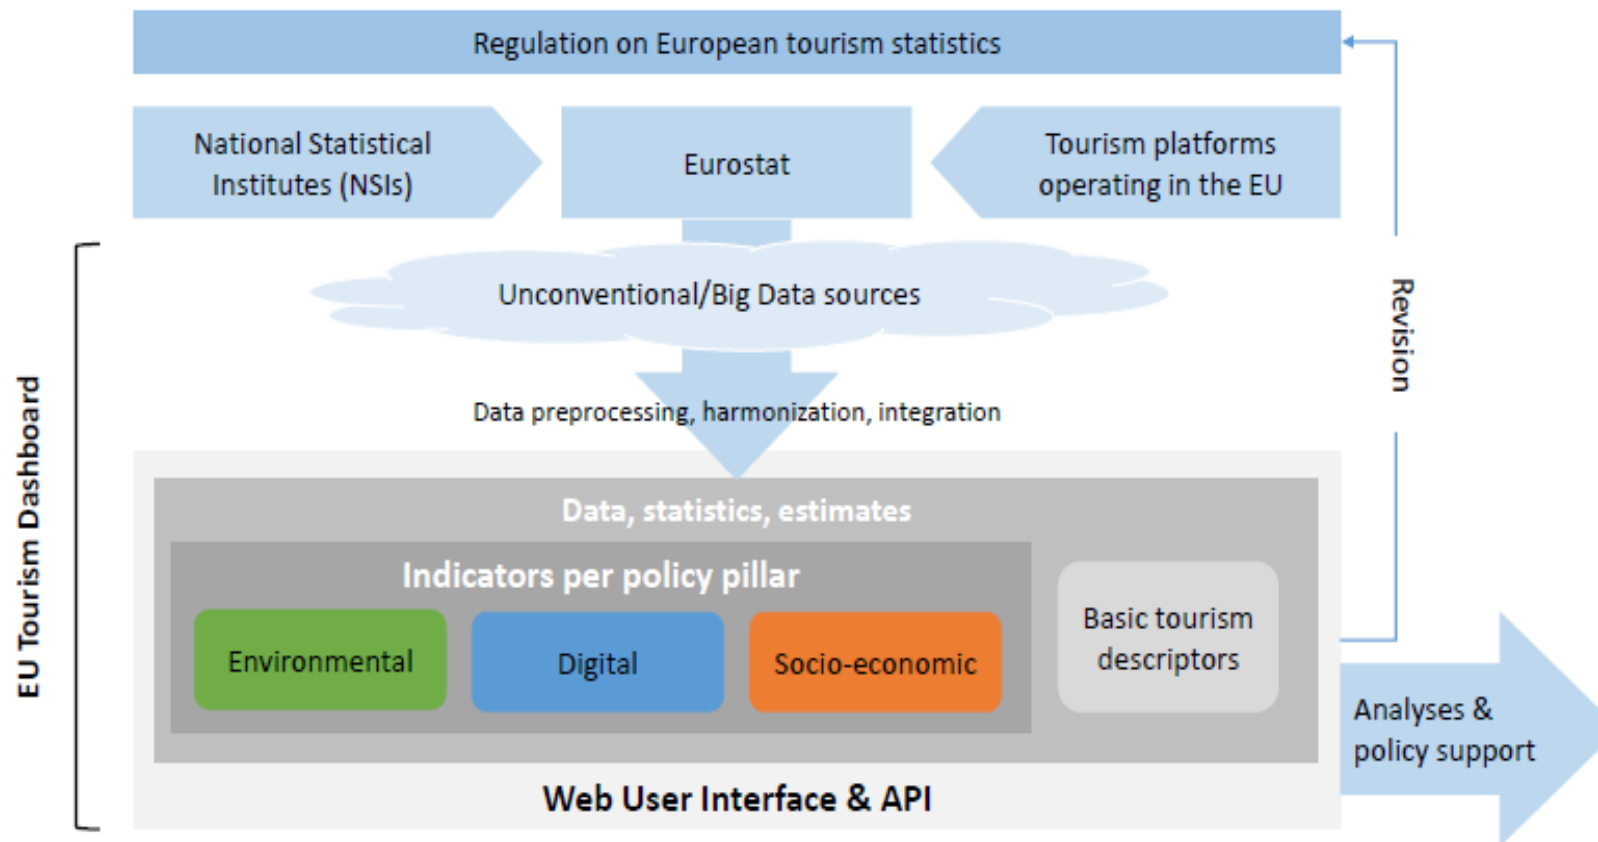 Regulation on European tourism statistics
National Statistical
Institutes (NSIs)
Eurostat
Tourism platforms
operating in the EU
Unconventional/Big Data sources
Revision
Data preprocessing, harmonization, integration
EU Tourism Dashboard
Data, statistics, estimates
Indicators per policy pillar
Environmental
Digital
Socio-economic
Basic tourism
descriptors
Analyses &
policy support
Web User Interface & API